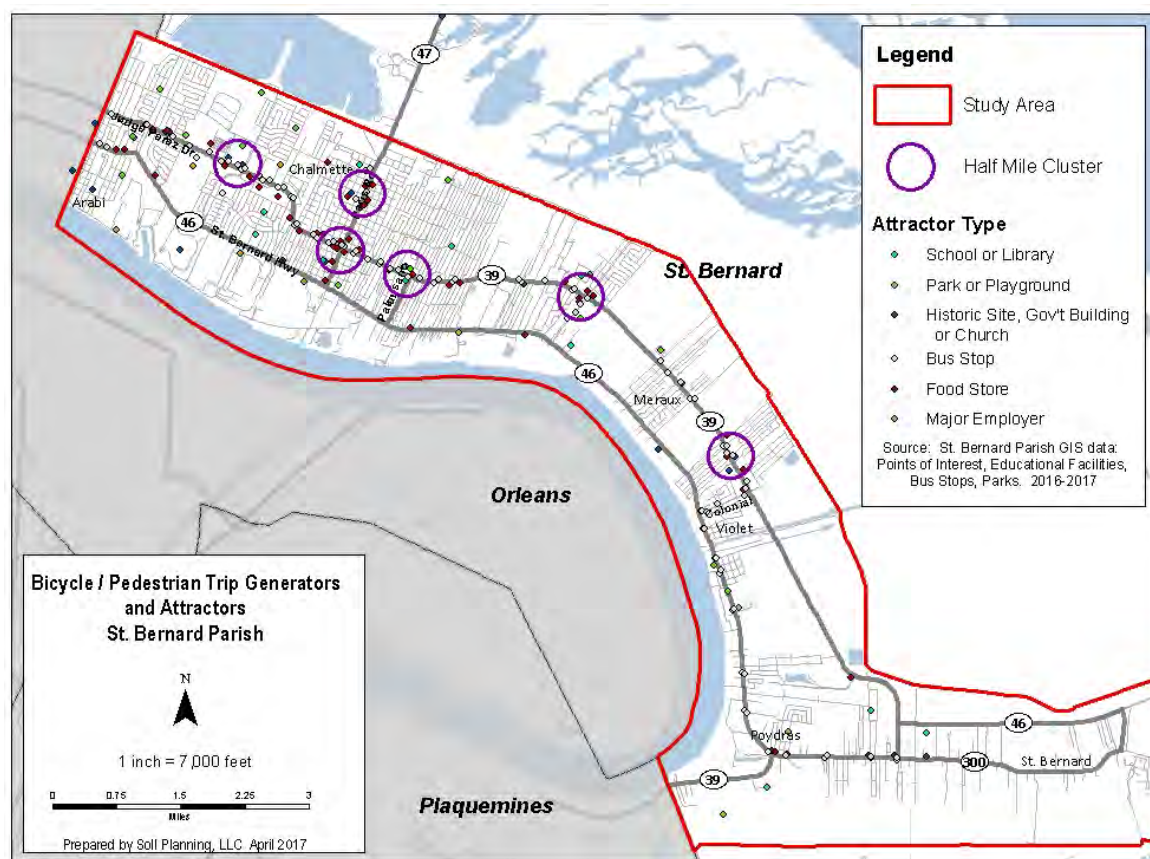 47
Judge Perez Dr
Chalmette
Arabi
46
St. Bernard Hwy
39
St. Bernard
46
Meraux
39
Orleans
Colonial
Violet
Poydras
46
300
St. Bernard
39
Plaquemines
Legend
Study Area
Half Mile Cluster
Attractor Type
School or Library
Park or Playground
Historic Site, Gov't Building
or Church
Bus Stop
Food Store
Major Employer
Source: St. Bernard Parish GIS data:
Points of Interest, Educational Facilities,
Bus Stops, Parks. 2016-2017
Bicycle / Pedestrian Trip Generators
and Attractors
St. Bernard Parish
N
1 inch = 7,000 feet
0 0.75 1.5 2.25 3
Miles
Prepared by Soll Planning, LLC April 2017